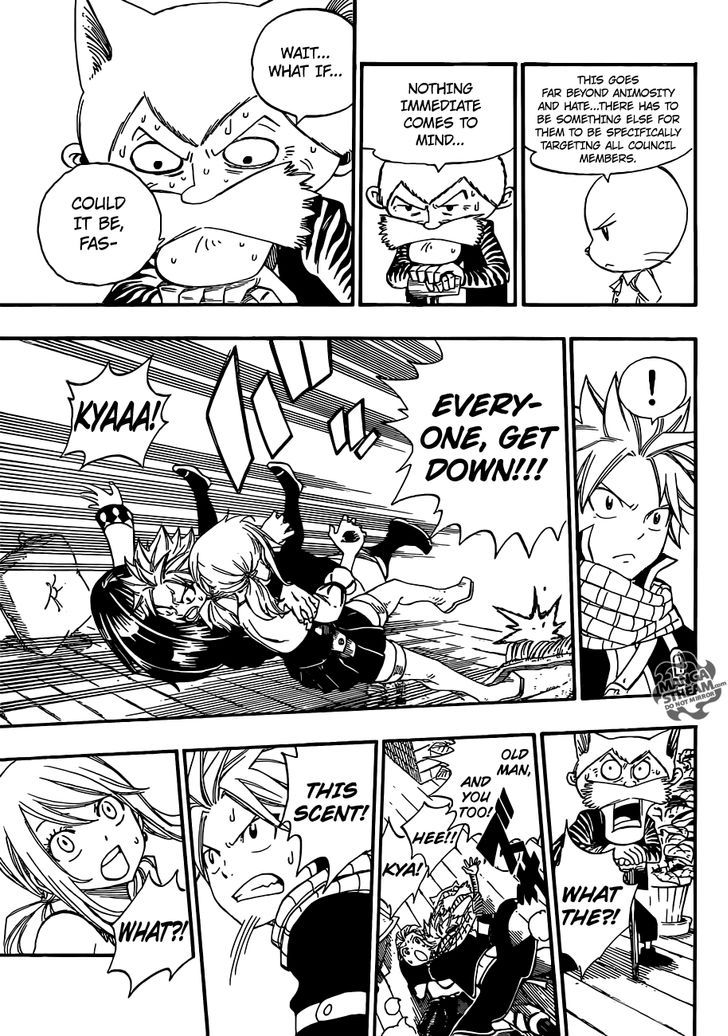 THIS GOES
FAR BEYOND ANIMOSITY
AND HATE...THERE HAS TO
BE SOMETHING ELSE FOR
THEM TO BE SPECIFICALLY
TARGETING ALL COUNCIL
MEMBERS.
NOTHING
IMMEDIATE
COMES TO
MIND...
WAIT...
WHAT IF...
COULD
IT BE,
FAS-
!
EVERY-
ONE, GET
DOWN!!!
KYAAA!
MANGA
STREAM.com
DO NOT MIRROR
WHAT
THE?!
OLD
MAN,
AND
YOU
TOO!
HEE!!
KYA!
THIS
SCENT!
WHAT?!